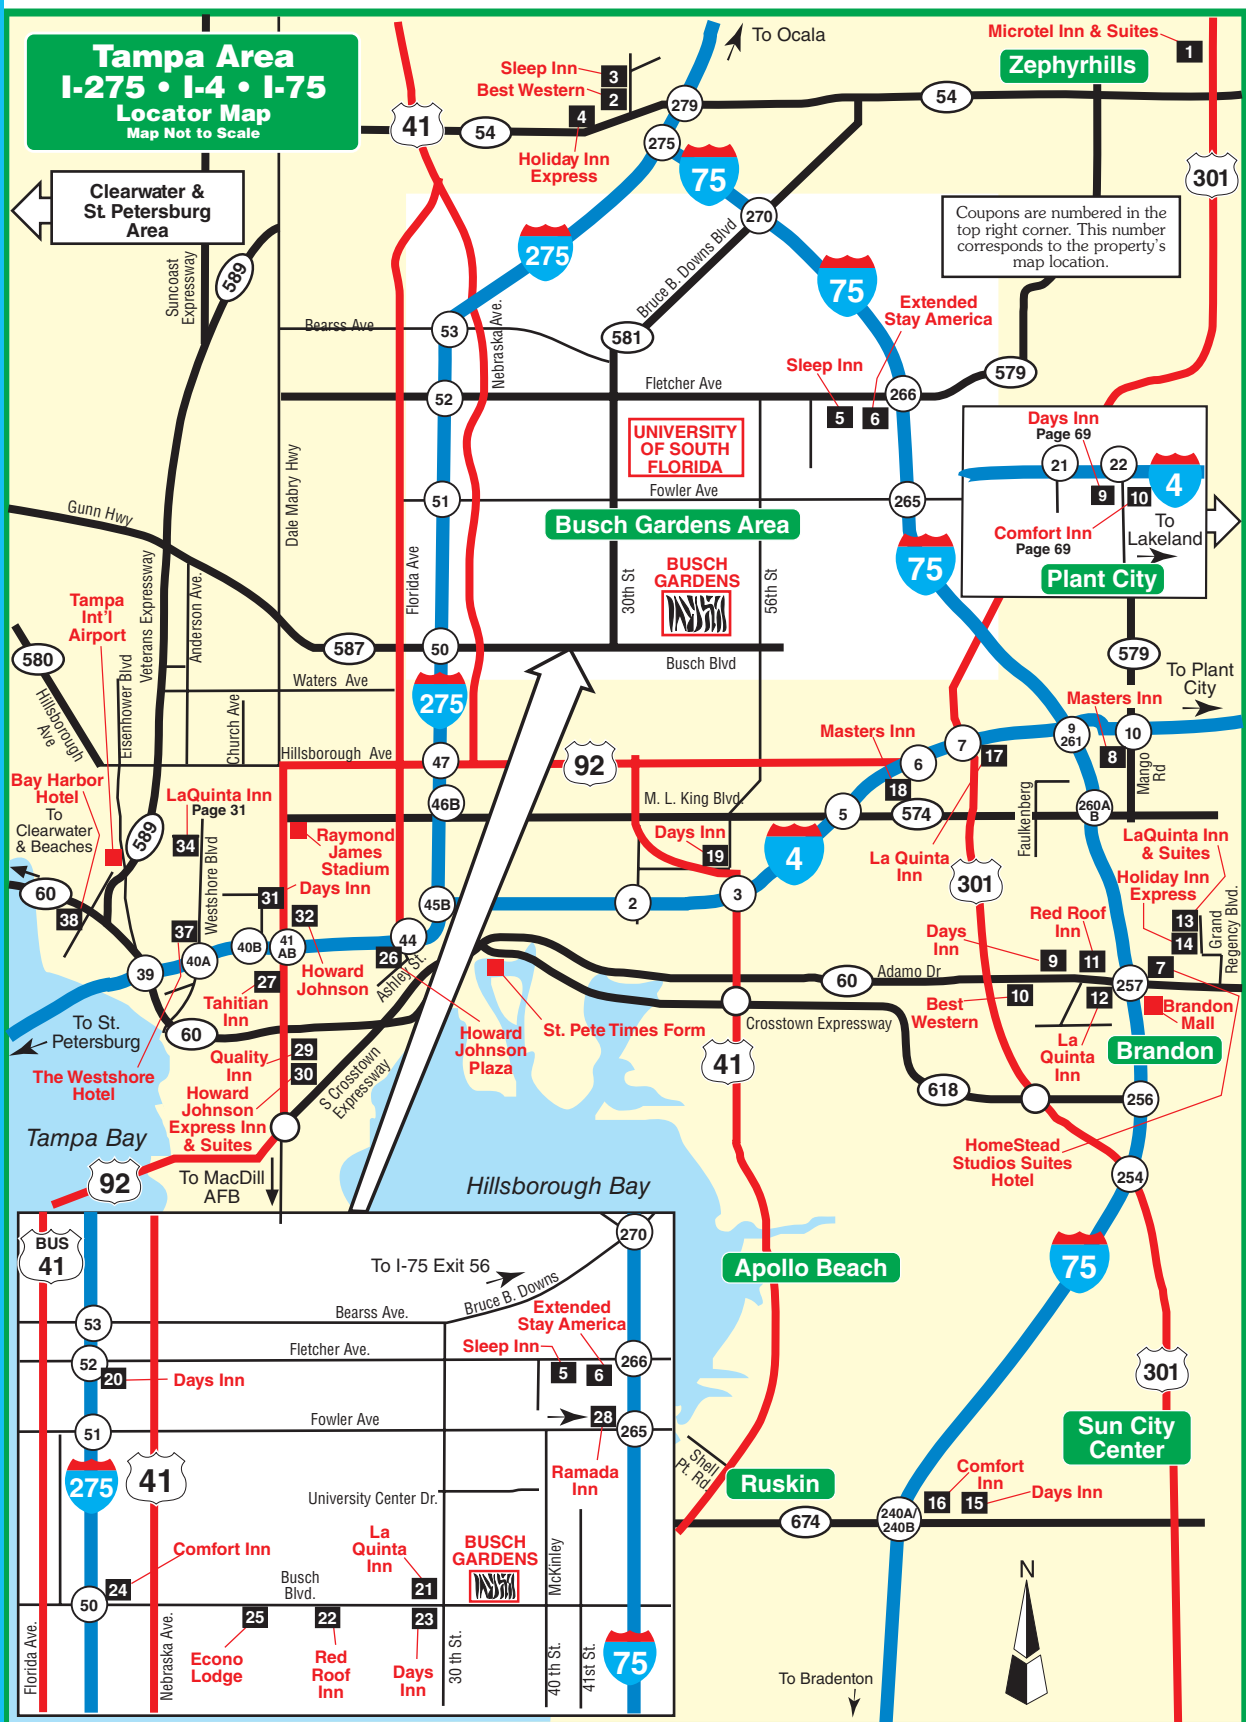 Tampa Area
I-275 • I-4 • I-75
Locator Map
Map Not to Scale
Clearwater &
St. Petersburg
Area
To Ocala
Microtel Inn & Suites
1
Zephyrhills
Sleep Inn
3
Best Western
2
4
Holiday Inn
Express
41
54
279
54
275
75
301
270
275
Coupons are numbered in the
top right corner. This number
corresponds to the property's
map location.
Suncoast
Expressway
589
Bruce B. Downs Blvd
75
Extended
Stay America
Bearss Ave
53
Nebraska Ave.
581
Sleep Inn
579
Fletcher Ave
52
266
5
6
UNIVERSITY
OF SOUTH
FLORIDA
Days Inn
Page 69
21
22
4
9
10
To
Lakeland
Comfort Inn
Page 69
Plant City
Dale Mabry Hwy
Fowler Ave
51
265
Gunn Hwy
Busch Gardens Area
75
BUSCH
GARDENS
Florida Ave
30th St
56th St
Tampa
Int'l
Airport
Veterans Expressway
Anderson Ave.
580
587
50
Busch Blvd
579
To Plant
City
Hillsborough
Ave
Eisenhower Blvd
Waters Ave
275
Church Ave
Masters Inn
Masters Inn
Hillsborough Ave
47
92
6
7
17
9
261
10
8
Mango
Rd
Bay Harbor
Hotel
To
Clearwater
& Beaches
LaQuinta Inn
Page 31
46B
M. L. King Blvd.
5
18
574
260A
B
Faulkenberg
589
34
Raymond
James
Stadium
Days Inn
19
4
La Quinta
Inn
LaQuinta Inn
& Suites
Westshore Blvd
60
38
31
Days Inn
45B
2
3
301
Holiday Inn
Express
37
32
44
13
14
Grand
Regency Blvd.
Red Roof
Inn
Days
Inn
39
40A
40B
41
AB
26
Ashley St.
9
11
7
27
Howard
Johnson
60
Adamo Dr
257
Tahitian
Inn
Best
Western
10
12
Brandon
Mall
To St.
Petersburg
60
Howard
Johnson
Plaza
St. Pete Times Form
Crosstown Expressway
La
Quinta
Inn
Brandon
The Westshore
Hotel
Quality
Inn
29
30
S Crosstown
Expressway
41
618
256
Howard
Johnson
Express Inn
& Suites
Tampa Bay
92
To MacDill
AFB
Hillsborough Bay
HomeStead
Studios Suites
Hotel
254
BUS
41
270
To I-75 Exit 56
Bruce B. Downs
Apollo Beach
75
Bearss Ave.
53
Extended
Stay America
Fletcher Ave.
Sleep Inn
52
266
20
Days Inn
5
6
301
Fowler Ave
51
28
265
Sun City
Center
275
41
Ramada
Inn
Shell
Pt. Rd.
Ruskin
Comfort
Inn
University Center Dr.
16
15
Days Inn
674
240A/
240B
Comfort Inn
La
Quinta
Inn
BUSCH
GARDENS
McKinley
24
Busch
Blvd.
21
50
25
22
23
N
Florida Ave.
Nebraska Ave.
Econo
Lodge
Red
Roof
Inn
Days
Inn
30 th St.
40 th St.
41st St.
75
To Bradenton